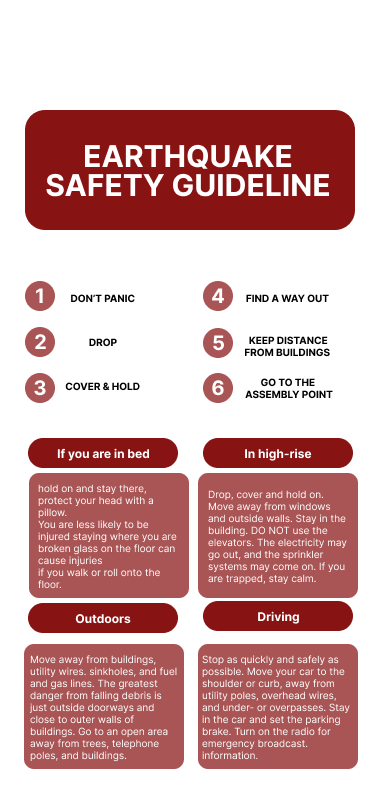 EARTHQUAKE
SAFETY GUIDELINE
1 DON'T PANIC
2 DROP
3 COVER & HOLD
4 FIND A WAY OUT
5 KEEP DISTANCE
FROM BUILDINGS
6 GO TO THE
ASSEMBLY POINT
If you are in bed
hold on and stay there,
protect your head with a
pillow.
You are less likely to be
injured staying where you are
broken glass on the floor can
cause injuries
if you walk or roll onto the
floor.
In high-rise
Drop, cover and hold on.
Move away from windows
and outside walls. Stay in the
building. DO NOT use the
elevators. The electricity may
go out, and the sprinkler
systems may come on. If you
are trapped, stay calm.
Outdoors
Move away from buildings,
utility wires. sinkholes, and fuel
and gas lines. The greatest
danger from falling debris is
just outside doorways and
close to outer walls of
buildings. Go to an open area
away from trees, telephone
poles, and buildings.
Driving
Stop as quickly and safely as
possible. Move your car to the
shoulder or curb, away from
utility poles, overhead wires,
and under- or overpasses. Stay
in the car and set the parking
brake. Turn on the radio for
emergency broadcast.
information.